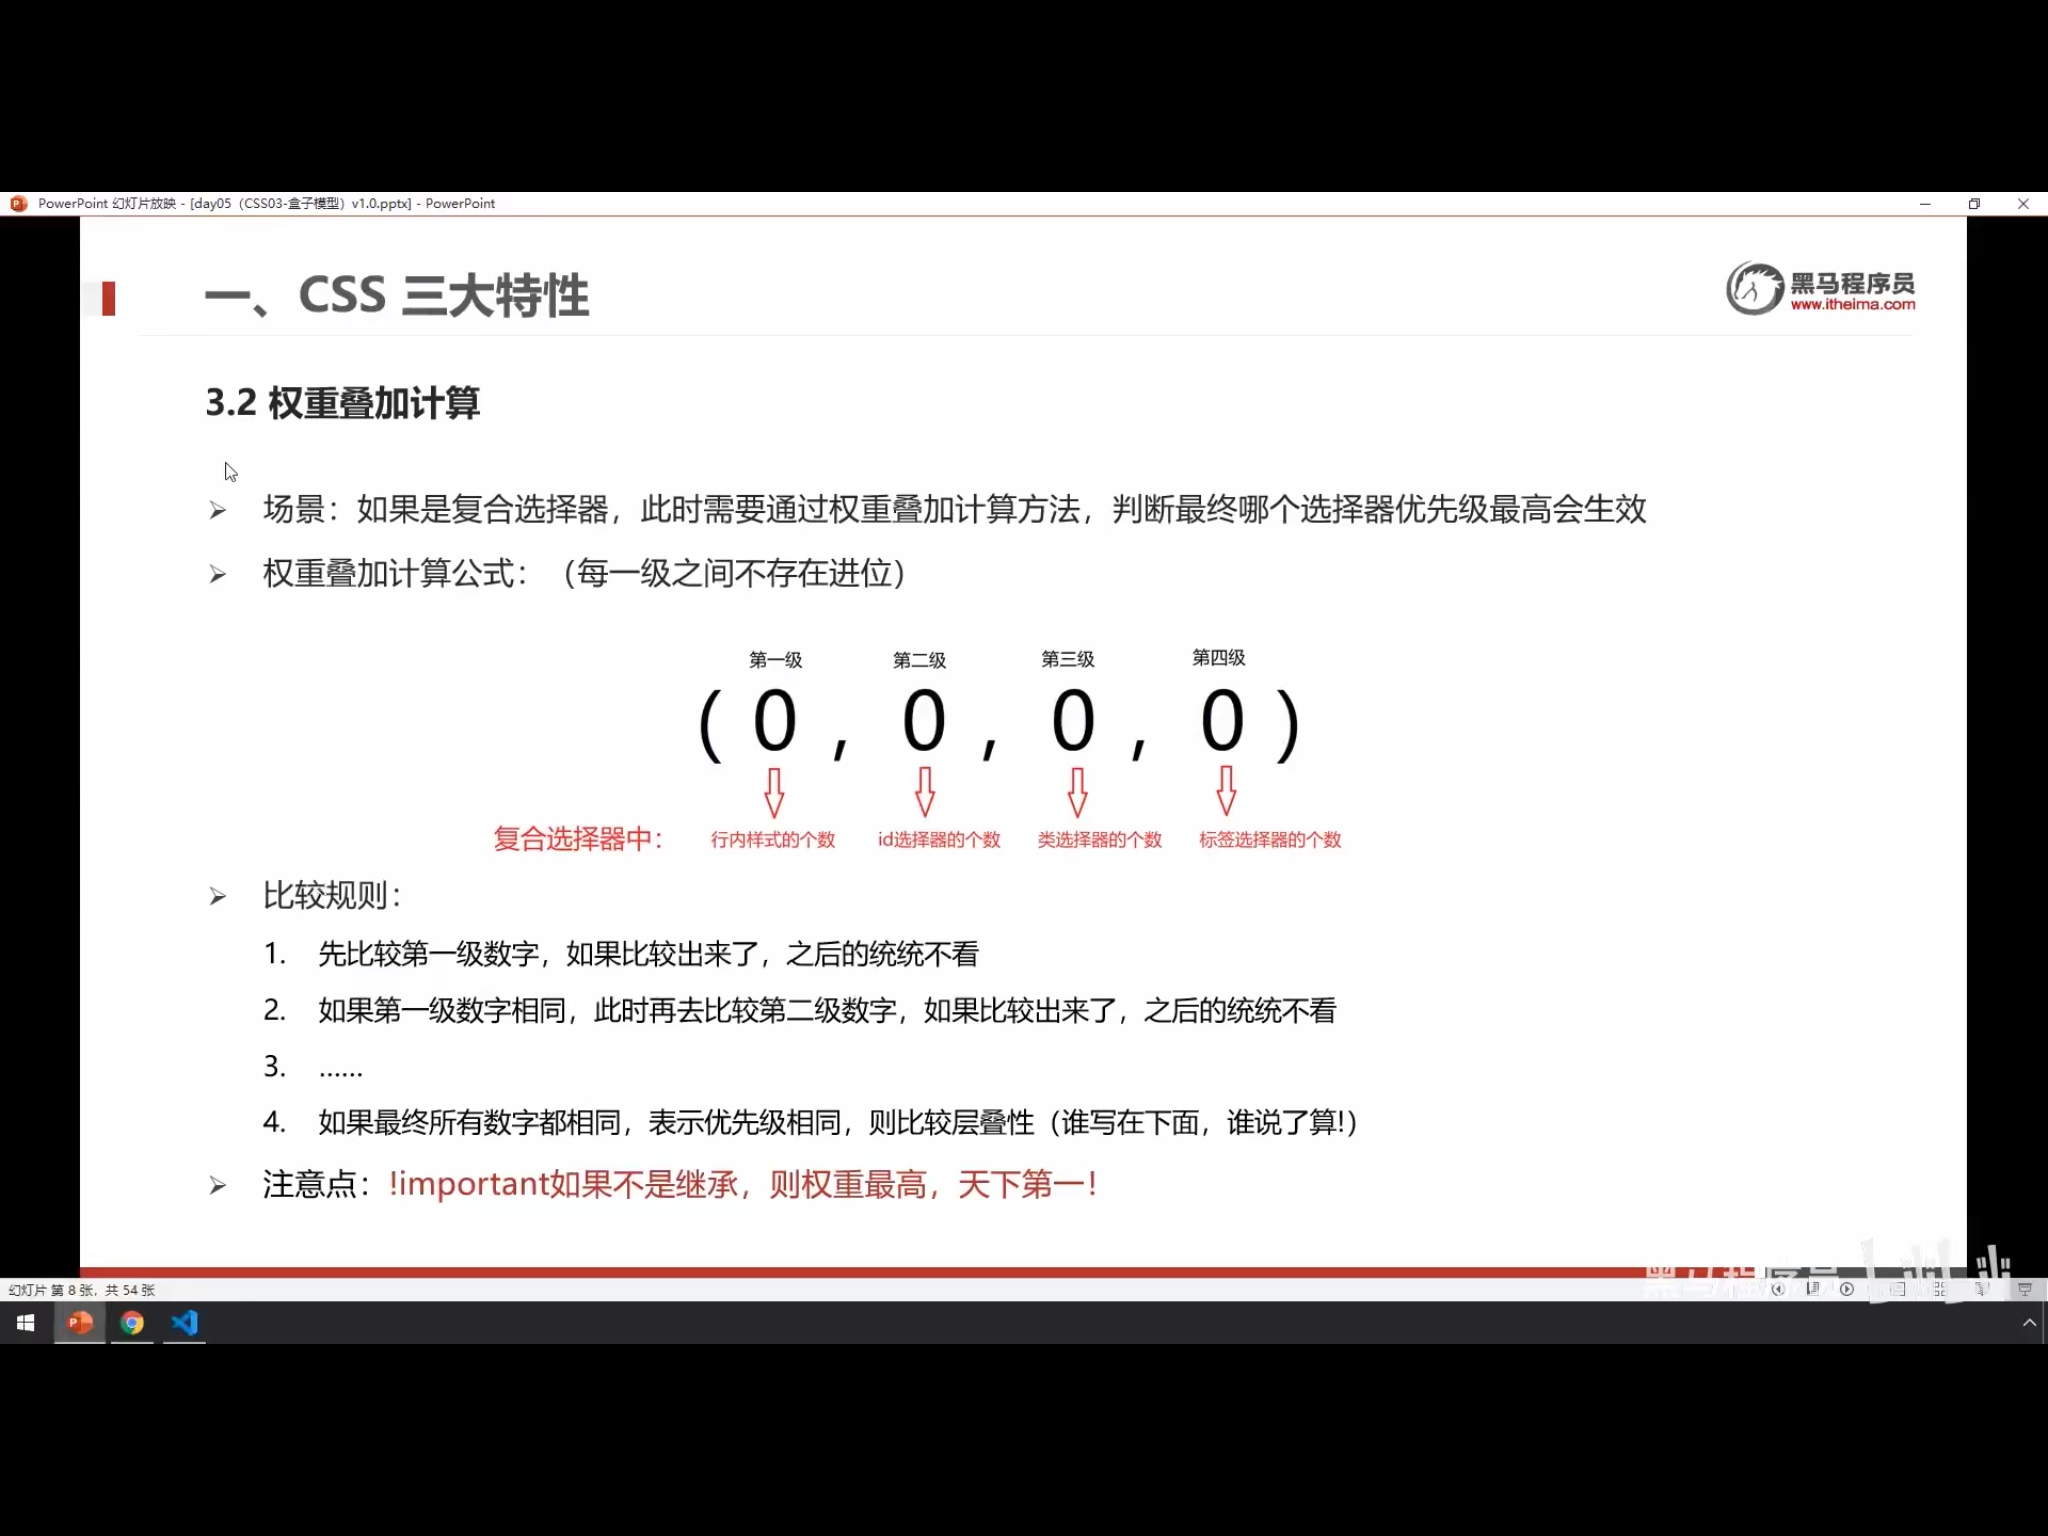 PowerPoint 幻灯片放映 - [day05（CSS03-盒子模型）v1.0.pptx] - PowerPoint
一、CSS 三大特性
黑马程序员
www.itheima.com
3.2 权重叠加计算
➢ 场景：如果是复合选择器，此时需要通过权重叠加计算方法，判断最终哪个选择器优先级最高会生效
➢ 权重叠加计算公式：（每一级之间不存在进位）
第一级 第二级 第三级 第四级
( 0 , 0 , 0 , 0 )
复合选择器中： 行内样式的个数 id选择器的个数 类选择器的个数 标签选择器的个数
➢ 比较规则：
1. 先比较第一级数字，如果比较出来了，之后的统统不看
2. 如果第一级数字相同，此时再去比较第二级数字，如果比较出来了，之后的统统不看
3. ......
4. 如果最终所有数字都相同，表示优先级相同，则比较层叠性（谁写在下面，谁说了算!）
➢ 注意点：!important如果不是继承，则权重最高，天下第一！
黑马程序员
幻灯片 第 8 张，共 54 张